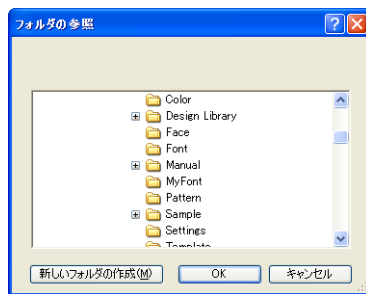 フォルダの参照
Color
Design Library
Face
Font
Manual
MyFont
Pattern
Sample
Settings
Template
新しいフォルダの作成(M)
OK
キャンセル